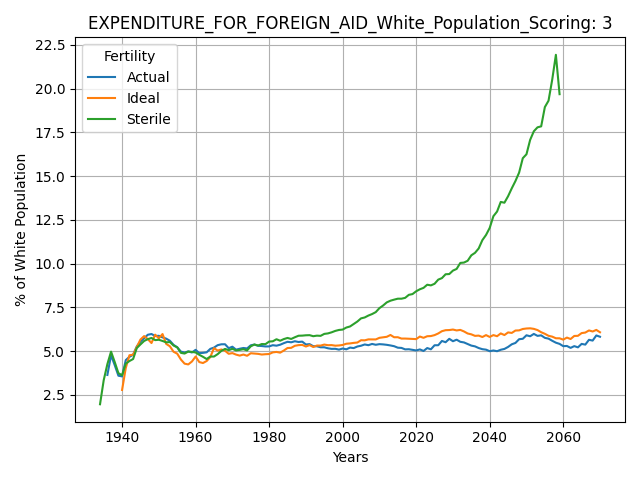 EXPENDITURE_FOR_FOREIGN_AID_White_Population_Scoring: 3
Fertility
Actual
Ideal
Sterile
% of White Population
22.5
20.0
17.5
15.0
12.5
10.0
7.5
5.0
2.5
1940 1960 1980 2000 2020 2040 2060
Years